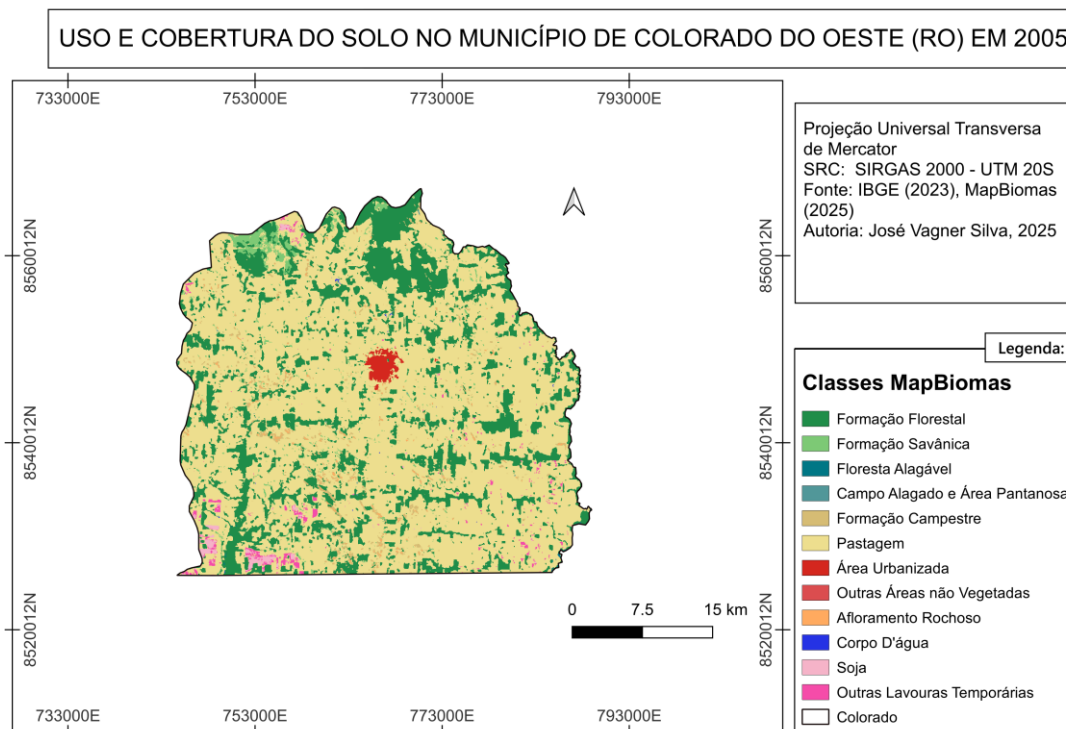 USO E COBERTURA DO SOLO NO MUNICÍPIO DE COLORADO DO OESTE (RO) EM 2005
733000E
753000E
773000E
793000E
Projeção Universal Transversa
de Mercator
SRC: SIRGAS 2000 - UTM 20S
Fonte: IBGE (2023), MapBiomas
(2025)
Autoria: José Vagner Silva, 2025
8560012N
8560012N
Legenda:
Classes MapBiomas
Formação Florestal
8540012N
8540012N
Formação Savânica
Floresta Alagável
Campo Alagado e Área Pantanosa
Formação Campestre
Pastagem
Área Urbanizada
Outras Áreas não Vegetadas
0 7.5 15 km
Afloramento Rochoso
8520012N
8520012N
Corpo D'água
Soja
Outras Lavouras Temporárias
Colorado
733000E
753000E
773000E
793000E